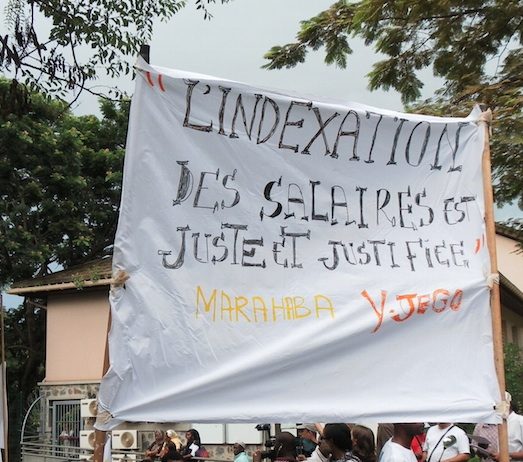 " L'INDEXATION
DES SALAIRES EST
JUSTE ET JUSTIFIEE "
MARAHABA Y. JEGO